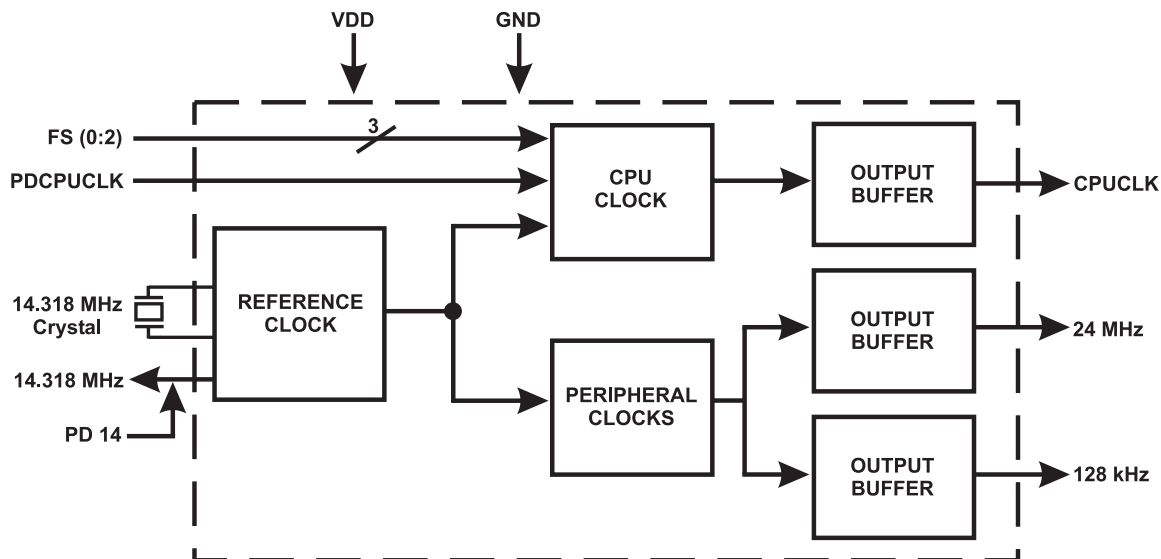 VDD
GND
FS (0:2)
3
PDCPUCLK
CPU
CLOCK
OUTPUT
BUFFER
CPUCLK
14.318 MHz
Crystal
REFERENCE
CLOCK
OUTPUT
BUFFER
24 MHz
14.318 MHz
PD 14
PERIPHERAL
CLOCKS
OUTPUT
BUFFER
128 kHz